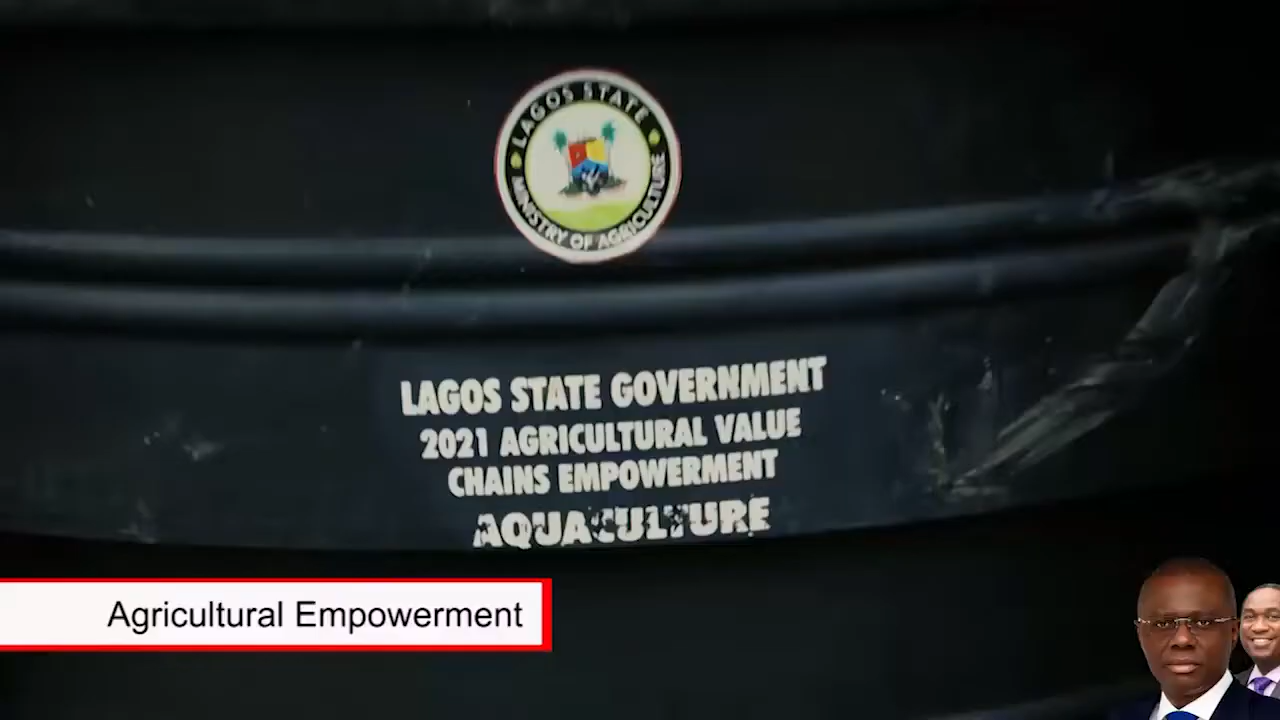 LAGOS STATE
MINISTRY OF AGRICULTURE
LAGOS STATE GOVERNMENT
2021 AGRICULTURAL VALUE
CHAINS EMPOWERMENT
AQUACULTURE
Agricultural Empowerment